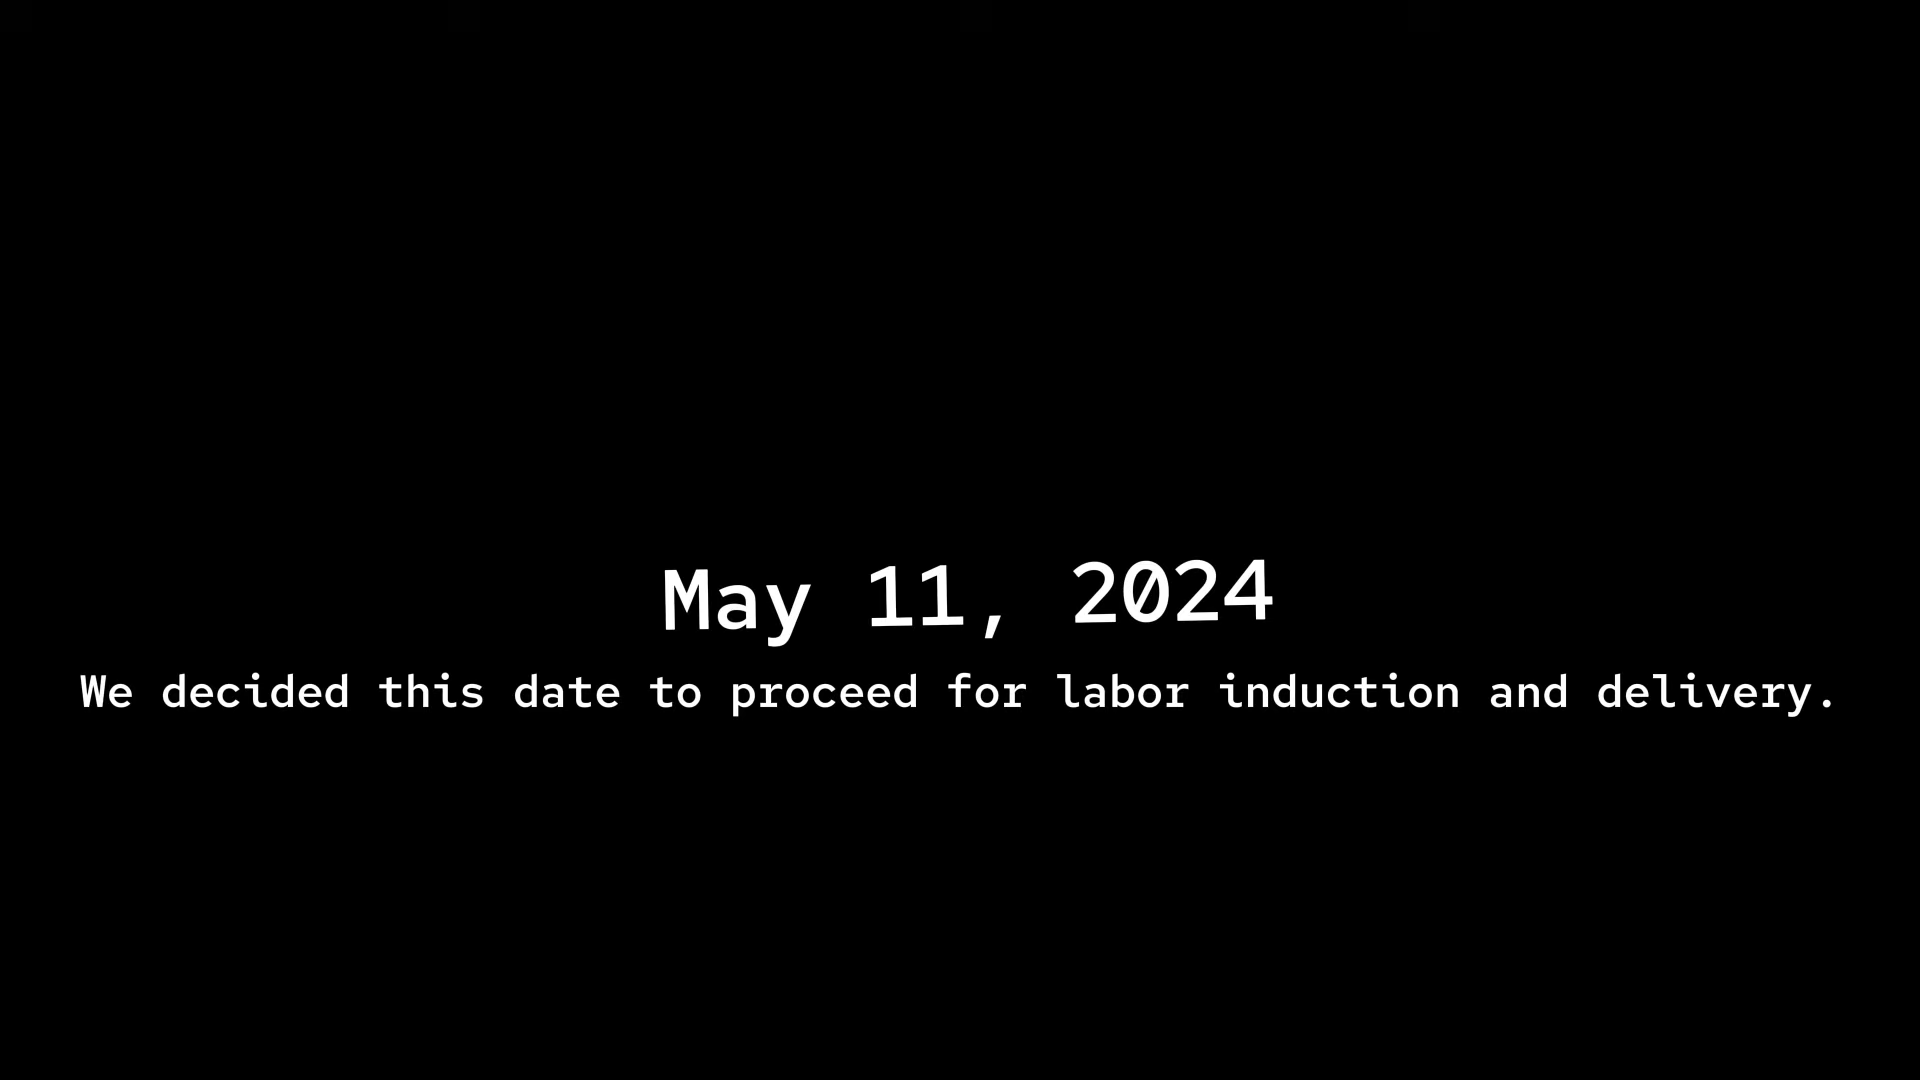 May 11, 2024
We decided this date to proceed for labor induction and delivery.